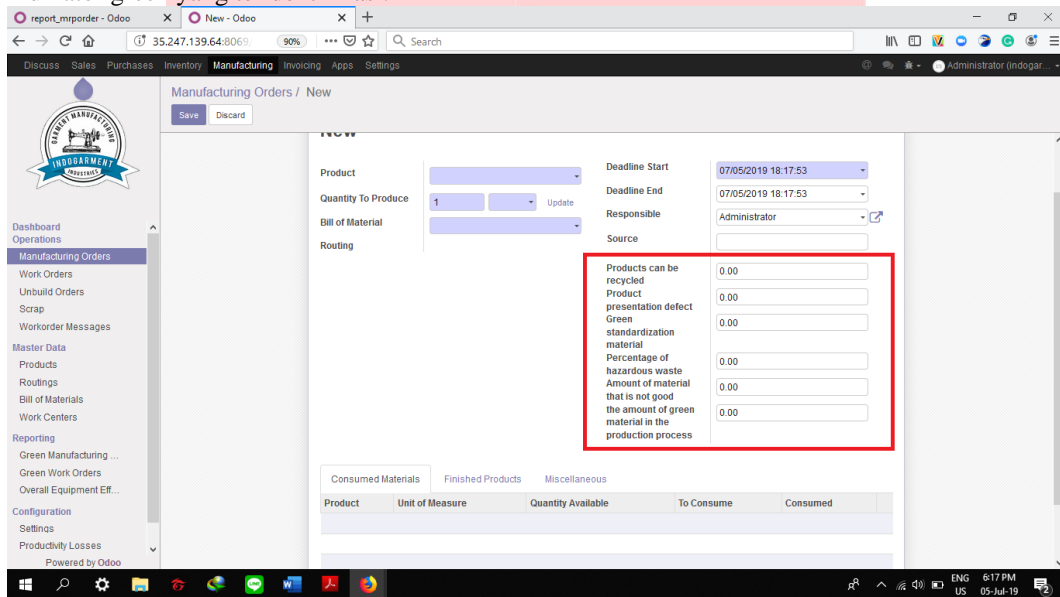 report_mrporder - Odoo
New - Odoo
35.247.139.64:8069
90%
Search
Discuss Sales Purchases Inventory Manufacturing Invoicing Apps Settings
Administrator (indogar...
GARMENT MANUFACTURING
INDOGARMENT
INDUSTRIES
Manufacturing Orders / New
Save Discard
New
Product
Quantity To Produce 1 Update
Bill of Material
Routing
Deadline Start 07/05/2019 18:17:53
Deadline End 07/05/2019 18:17:53
Responsible Administrator
Source
Products can be
recycled
0.00
Product
presentation defect
0.00
Green
standardization
material
0.00
Percentage of
hazardous waste
0.00
Amount of material
that is not good
0.00
the amount of green
material in the
production process
0.00
Dashboard
Operations
Manufacturing Orders
Work Orders
Unbuild Orders
Scrap
Workorder Messages
Master Data
Products
Routings
Bill of Materials
Work Centers
Reporting
Green Manufacturing ...
Green Work Orders
Overall Equipment Eff...
Configuration
Settings
Productivity Losses
Powered by Odoo
Consumed Materials Finished Products Miscellaneous
Product Unit of Measure Quantity Available To Consume Consumed
ENG
US
6:17 PM
05-Jul-19
2